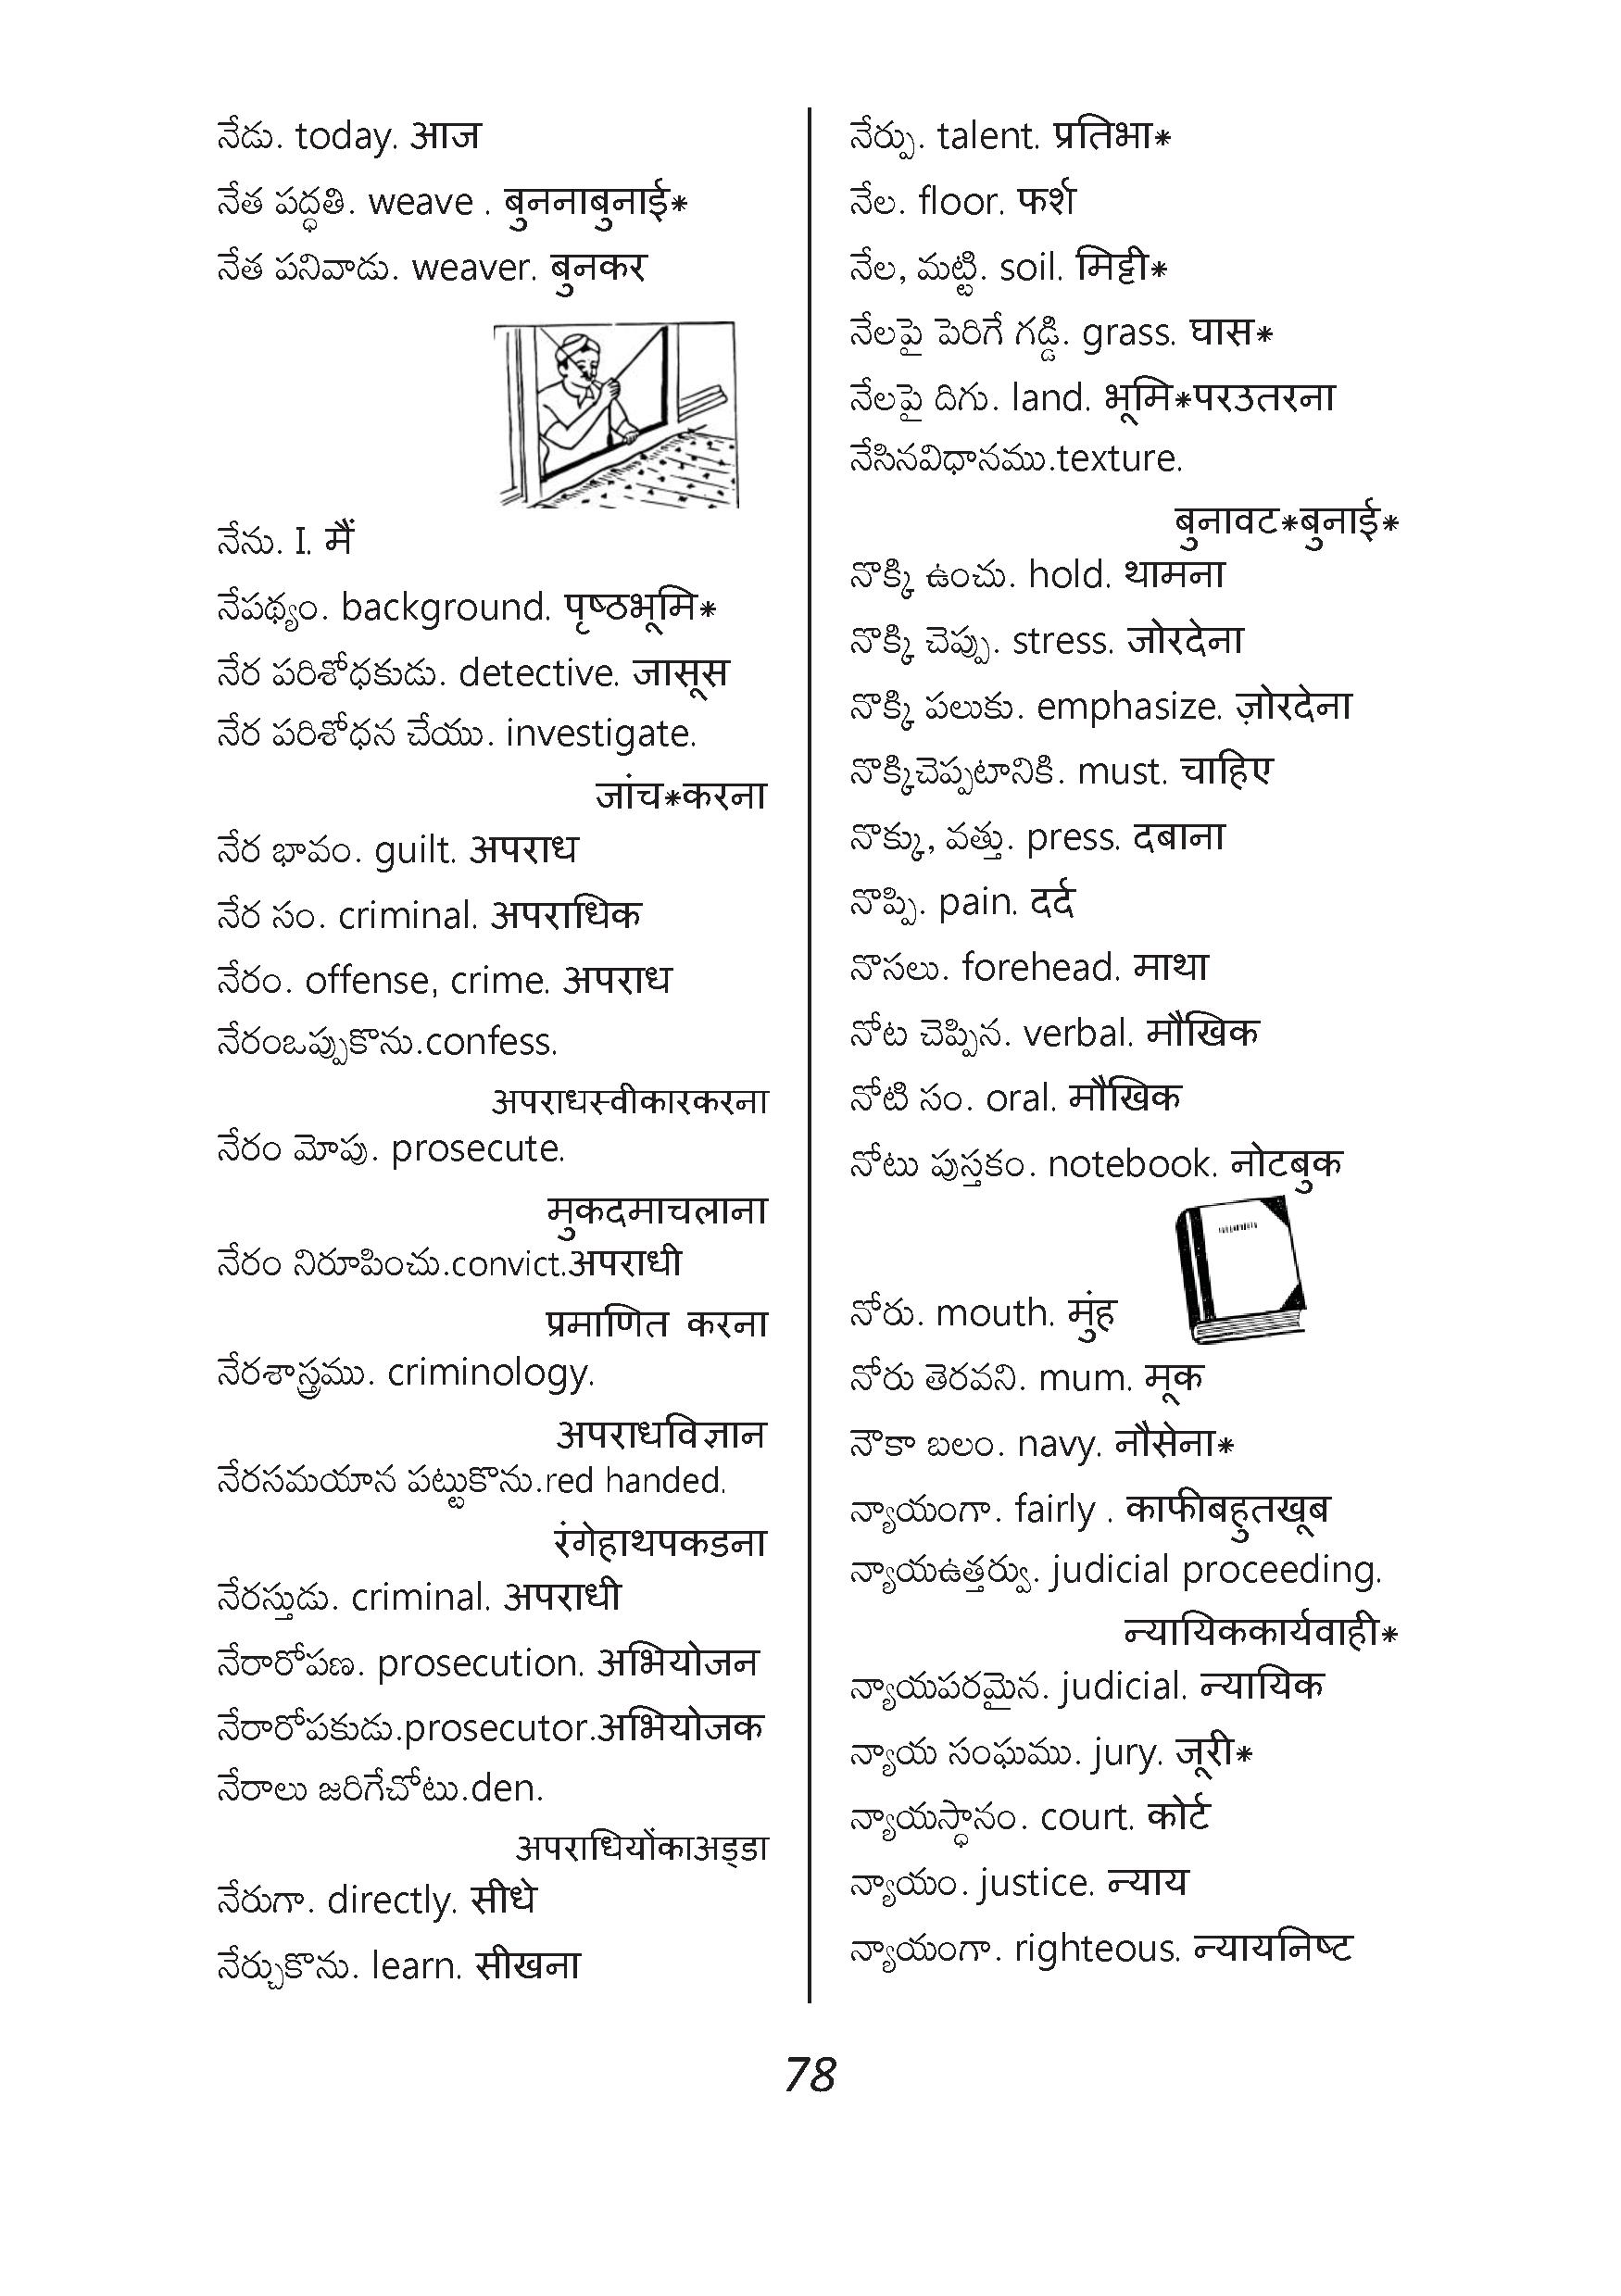 నేడు. today. आज
నేత పద్ధతి. weave . बुननाबुनाई*
నేత పనివాడు. weaver. बुनकर
నేను. I. मैं
నేపథ్యం. background. पृष्ठभूमि*
నేర పరిశోధకుడు. detective. जासूस
నేర పరిశోధన చేయు. investigate.
जांच*करना
నేర భావం. guilt. अपराध
నేర సం. criminal. अपराधिक
నేరం. offense, crime. अपराध
నేరంఒప్పుకొను.confess.
अपराधस्वीकारकरना
నేరం మోపు. prosecute.
मुकदमाचलाना
నేరం నిరూపించు.convict.अपराधी
प्रमाणित करना
నేరశాస్త్రము. criminology.
अपराधविज्ञान
నేరసమయాన పట్టుకొను.red handed.
रंगेहाथपकडना
నేరస్తుడు. criminal. अपराधी
నేరారోపణ. prosecution. अभियोजन
నేరారోపకుడు.prosecutor.अभियोजक
నేరాలు జరిగేచోటు.den.
अपराधियोंकाअड्डा
నేరుగా. directly. सीधे
నేర్చుకొను. learn. सीखना
నేర్పు. talent. प्रतिभा*
నేల. floor. फर्श
నేల, మట్టి. soil. मिट्टी*
నేలపై పెరిగే గడ్డి. grass. घास*
నేలపై దిగు. land. भूमि*परउतरना
నేసినవిధానము.texture.
बुनावट*बुनाई*
నొక్కి ఉంచు. hold. थामना
నొక్కి చెప్పు. stress. जोरदेना
నొక్కి పలుకు. emphasize. ज़ोरदेना
నొక్కిచెప్పటానికి. must. चाहिए
నొక్కు, వత్తు. press. दबाना
నొప్పి. pain. दर्द
నొసలు. forehead. माथा
నోట చెప్పిన. verbal. मौखिक
నోటి సం. oral. मौखिक
నోటు పుస్తకం. notebook. नोटबुक
నోరు. mouth. मुंह
నోరు తెరవని. mum. मूक
నౌకా బలం. navy. नौसेना*
న్యాయంగా. fairly . काफीबहुतखूब
న్యాయఉత్తర్వు. judicial proceeding.
न्यायिककार्यवाही*
న్యాయపరమైన. judicial. न्यायिक
న్యాయ సంఘము. jury. जूरी*
న్యాయస్ధానం. court. कोर्ट
న్యాయం. justice. न्याय
న్యాయంగా. righteous. न्यायनिष्ट
78